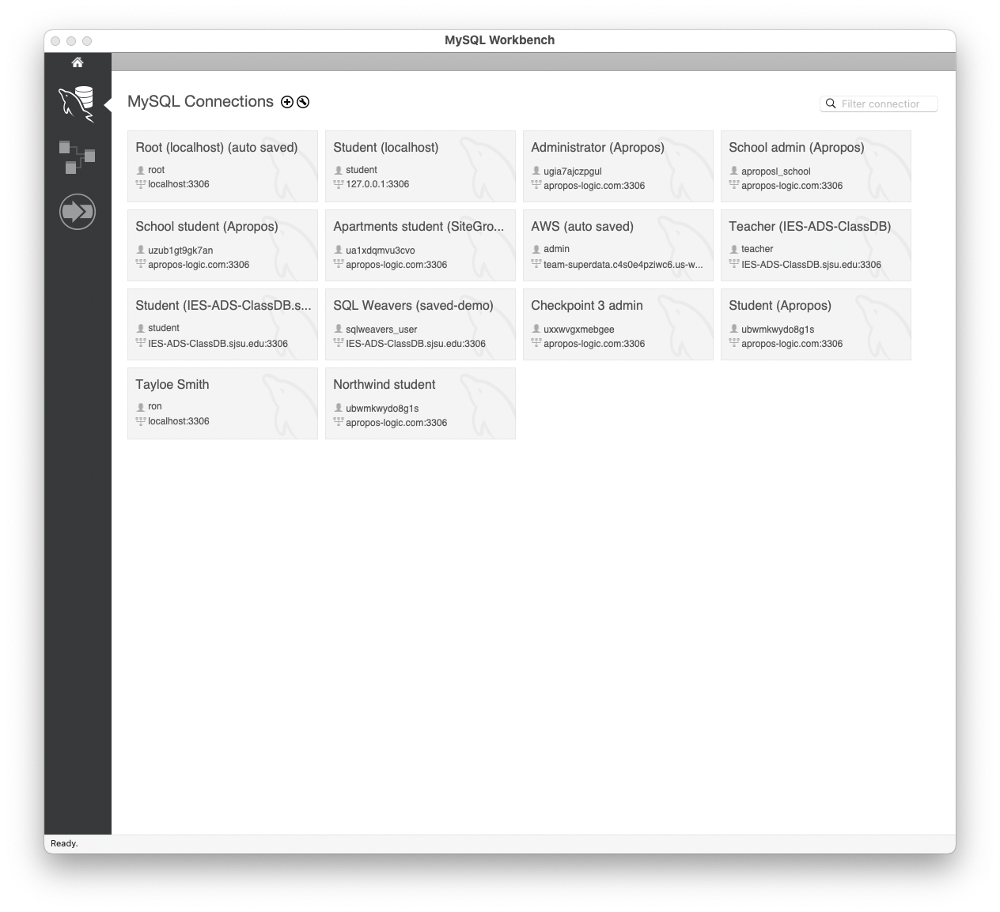 MySQL Workbench
MySQL Connections
Filter connection
Root (localhost) (auto saved)
root
localhost:3306
Student (localhost)
student
127.0.0.1:3306
Administrator (Apropos)
ugia7ajczpgul
apropos-logic.com:3306
School admin (Apropos)
aproposl_school
apropos-logic.com:3306
School student (Apropos)
uzub1gt9gk7an
apropos-logic.com:3306
Apartments student (SiteGro...
ua1xdqmvu3cvo
apropos-logic.com:3306
AWS (auto saved)
admin
team-superdata.c4s0e4pziwc6.us-w...
Teacher (IES-ADS-ClassDB)
teacher
IES-ADS-ClassDB.sjsu.edu:3306
Student (IES-ADS-ClassDB.s...
student
IES-ADS-ClassDB.sjsu.edu:3306
SQL Weavers (saved-demo)
sqlweavers_user
IES-ADS-ClassDB.sjsu.edu:3306
Checkpoint 3 admin
uxxwvgxmebgee
apropos-logic.com:3306
Student (Apropos)
ubwmkwydo8g1s
apropos-logic.com:3306
Tayloe Smith
ron
localhost:3306
Northwind student
ubwmkwydo8g1s
apropos-logic.com:3306
Ready.